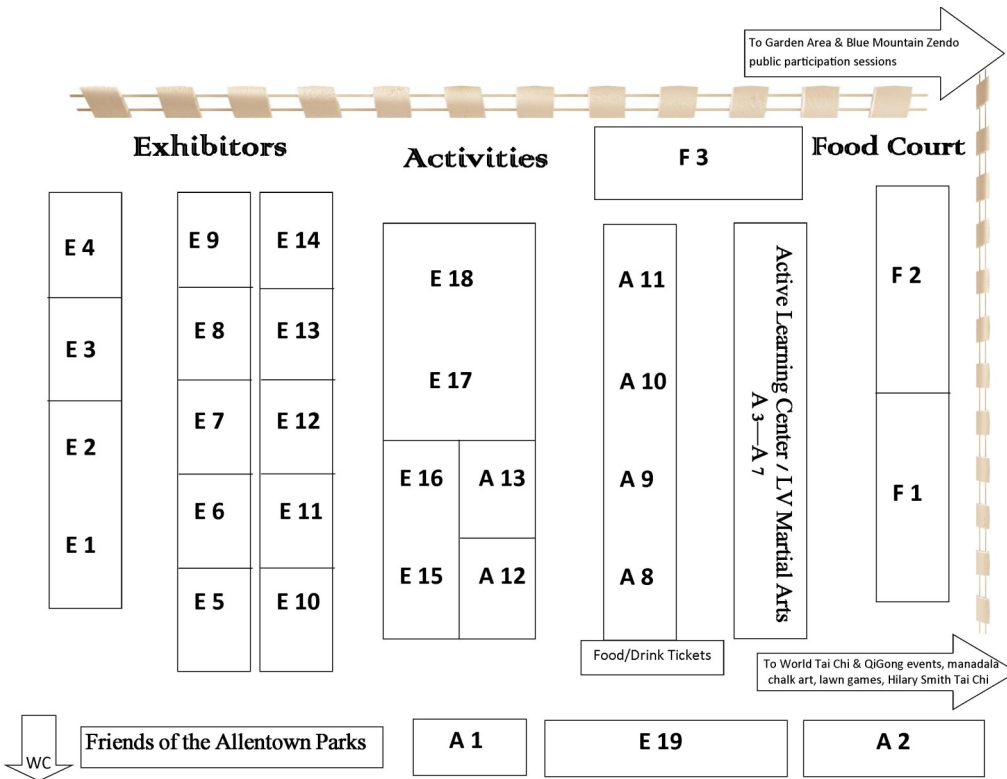 To Garden Area & Blue Mountain Zendo
public participation sessions
Exhibitors
Activities
F 3
Food Court
E 4
E 3
E 2
E 1
E 9
E 8
E 7
E 6
E 5
E 14
E 13
E 12
E 11
E 10
E 18
E 17
E 16
A 13
E 15
A 12
A 11
A 10
A 9
A 8
Active Learning Center / LV Martial Arts
A 3—A 7
F 2
F 1
Food/Drink Tickets
To World Tai Chi & QiGong events, manadala
chalk art, lawn games, Hilary Smith Tai Chi
WC
Friends of the Allentown Parks
A 1
E 19
A 2